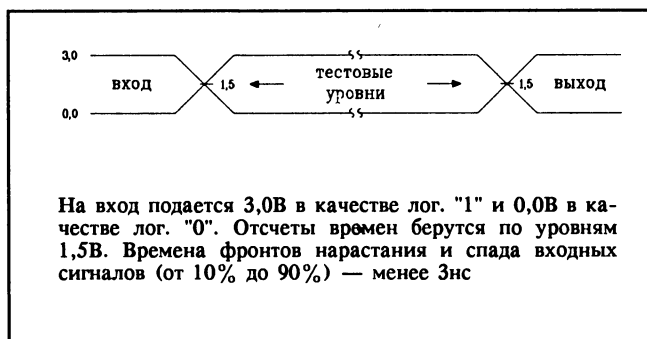 3,0
вход 1,5 тестовые уровни 1,5 выход
0,0
На вход подается 3,0В в качестве лог. "1" и 0,0В в ка-
честве лог. "0". Отсчеты времен берутся по уровням
1,5В. Времена фронтов нарастания и спада входных
сигналов (от 10% до 90%) — менее 3нс